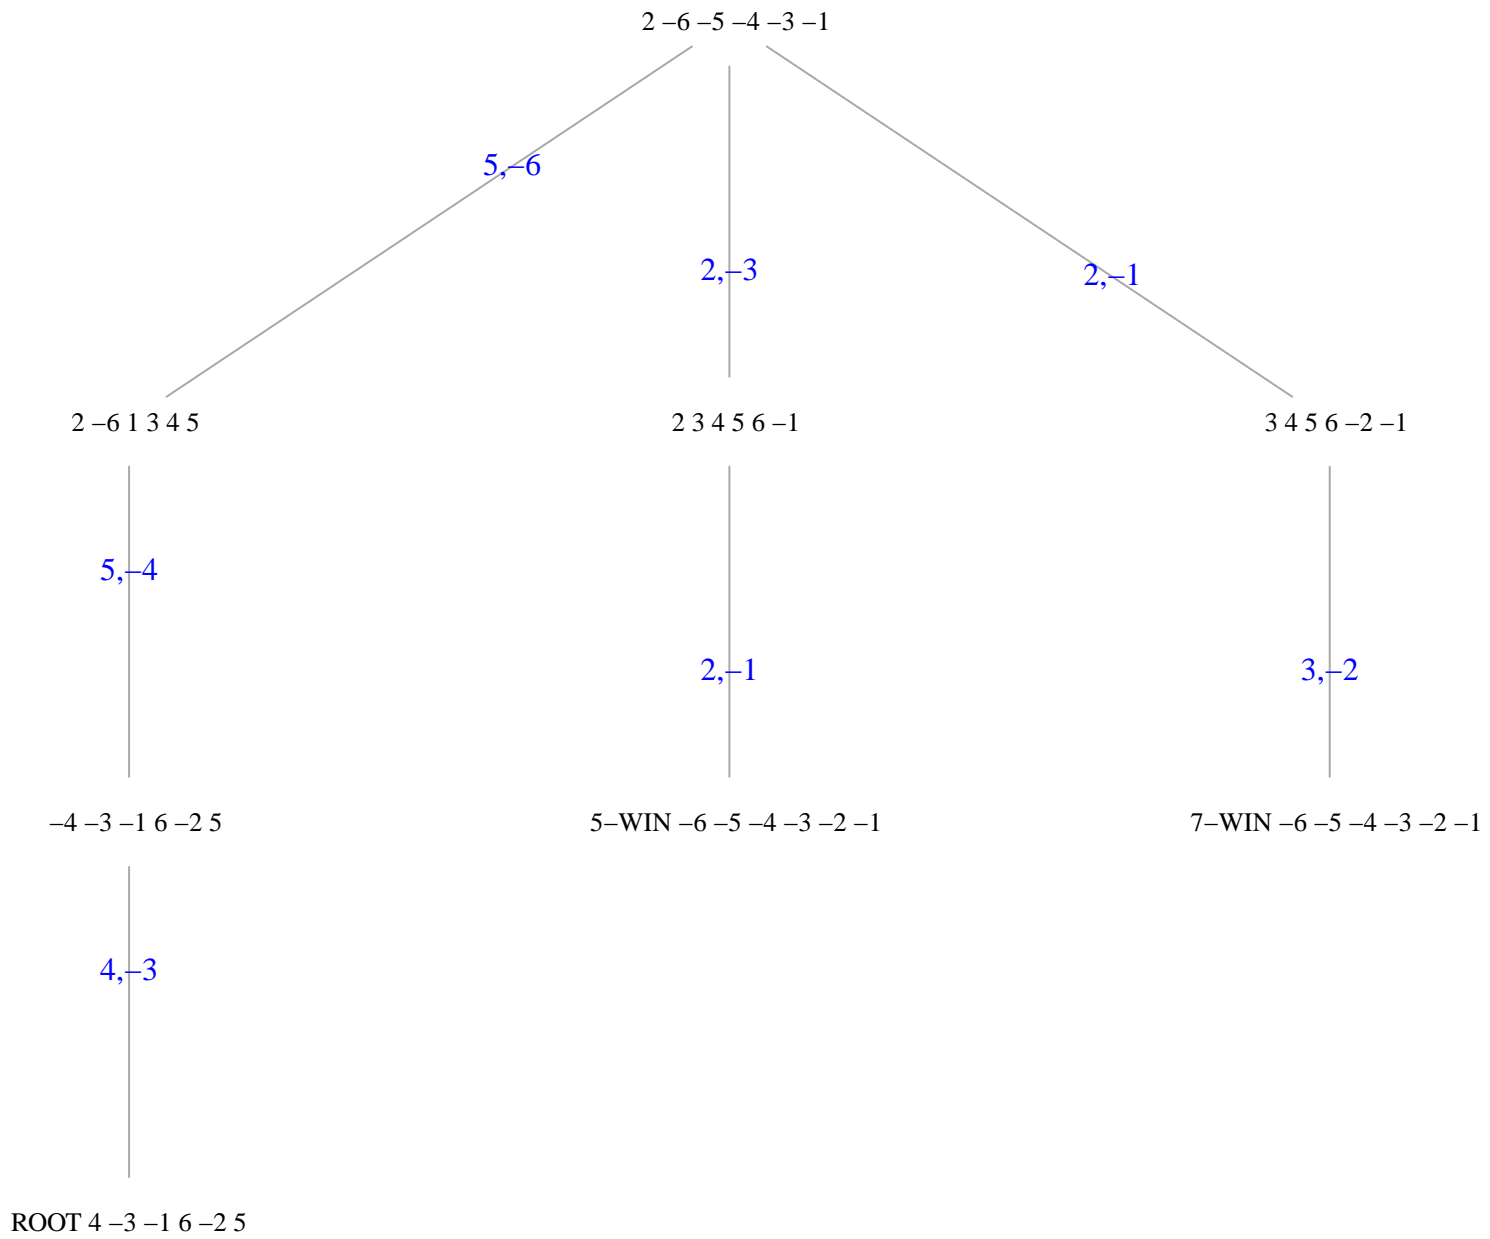 2 –6 –5 –4 –3 –1
5,–6
2,–3
2,–1
2 –6 1 3 4 5
2 3 4 5 6 –1
3 4 5 6 –2 –1
5,–4
2,–1
3,–2
–4 –3 –1 6 –2 5
5–WIN –6 –5 –4 –3 –2 –1
7–WIN –6 –5 –4 –3 –2 –1
4,–3
ROOT 4 –3 –1 6 –2 5